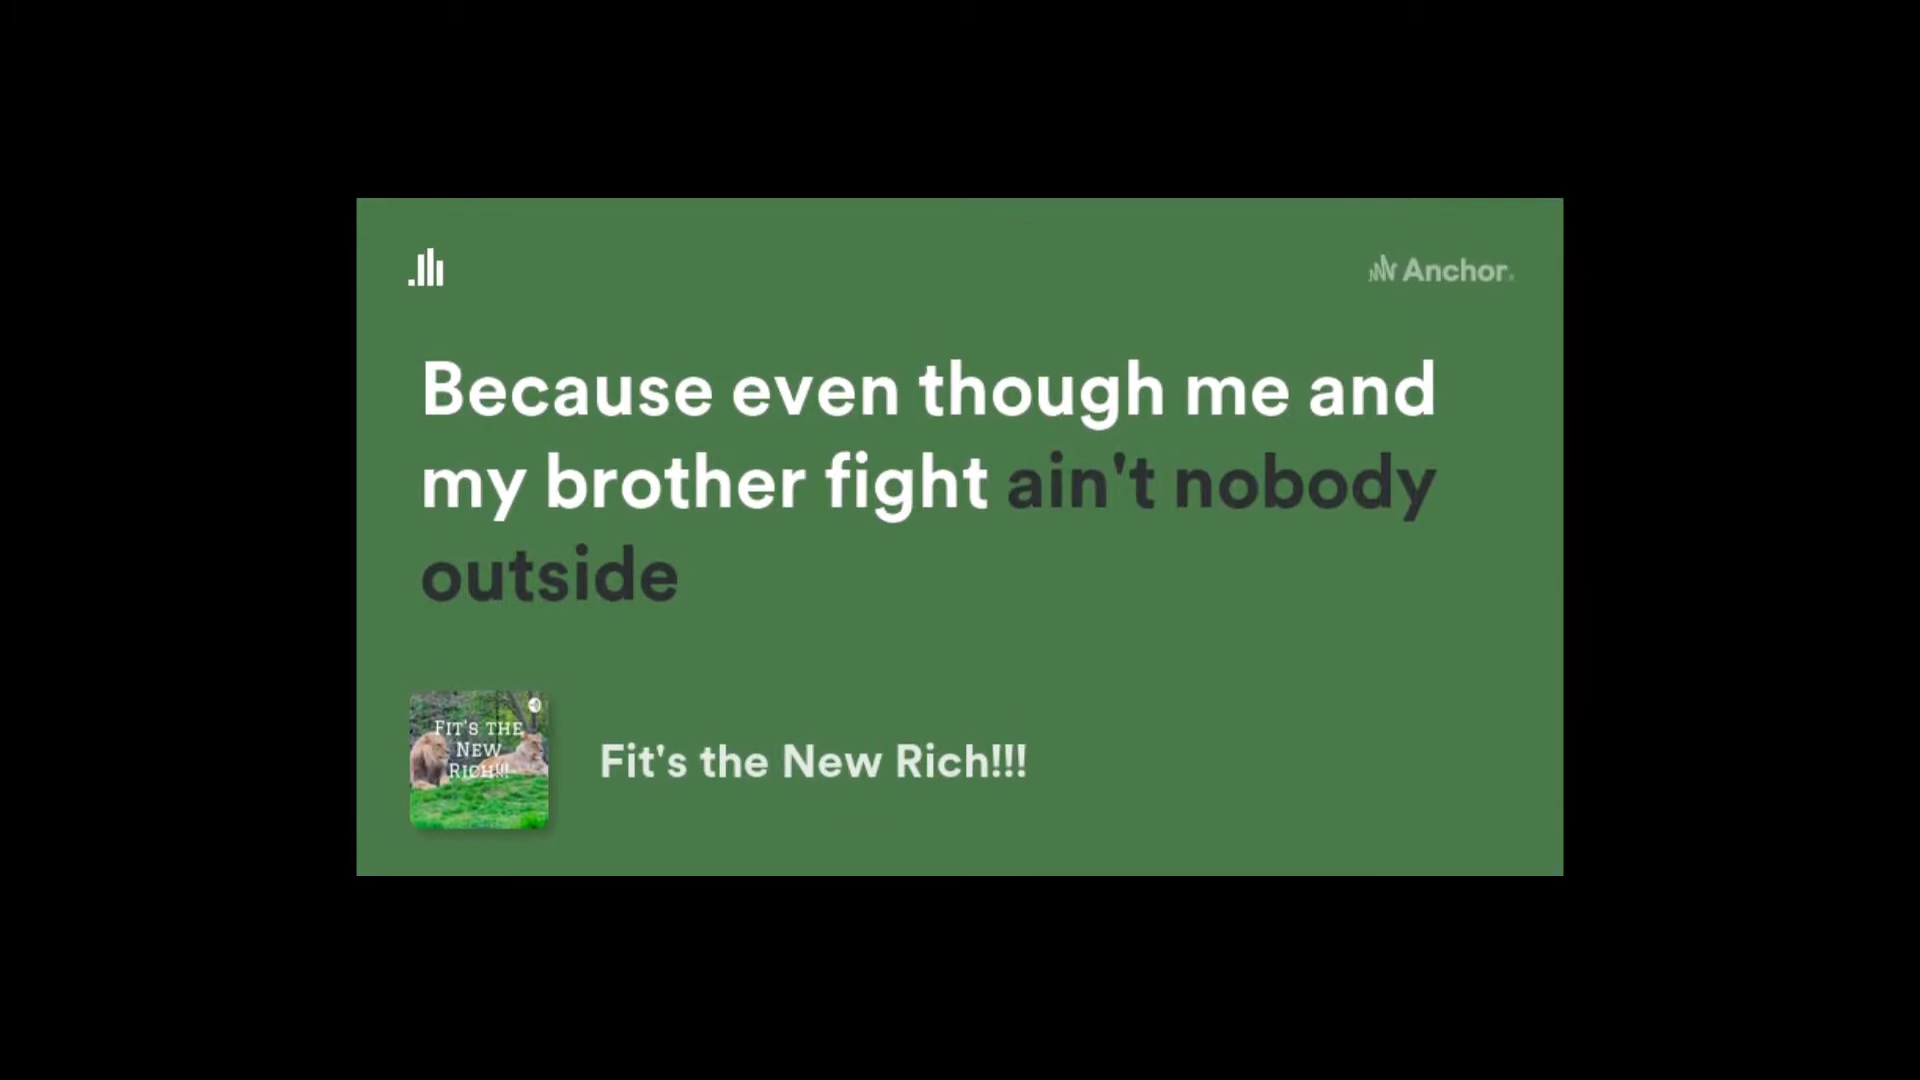 Anchor
Because even though me and
my brother fight ain't nobody
outside
FIT'S THE
NEW
RICH!!!
Fit's the New Rich!!!